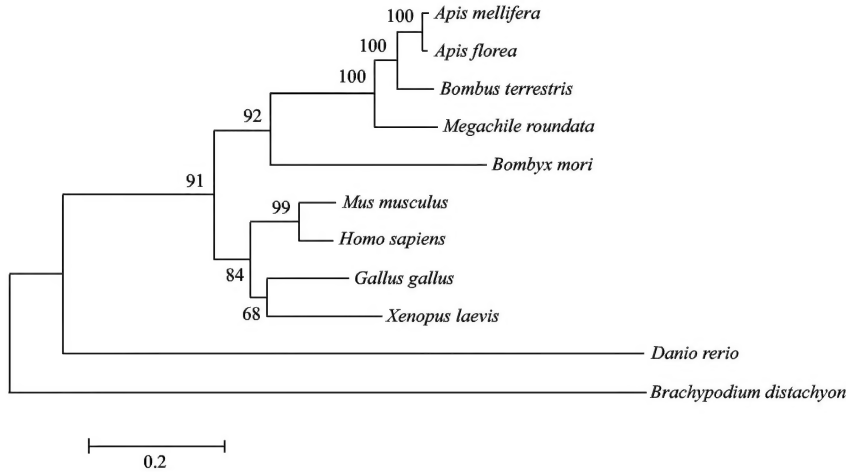 100
Apis mellifera
100
Apis florea
100
Bombus terrestris
92
Megachile roundata
Bombyx mori
91
Mus musculus
99
Homo sapiens
84
Gallus gallus
68
Xenopus laevis
Danio rerio
Brachypodium distachyon
0.2